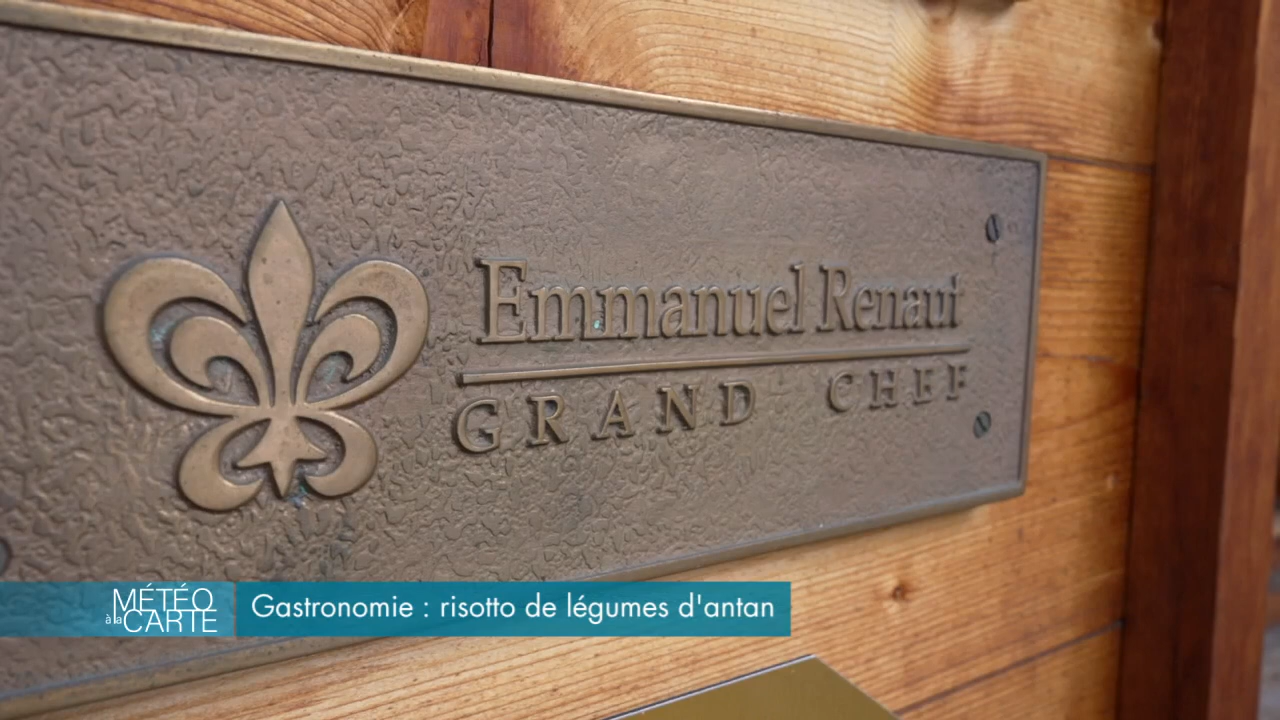 Emmanuel Renaut
GRAND CHEF
MÉTÉO
à la CARTE
Gastronomie : risotto de légumes d'antan